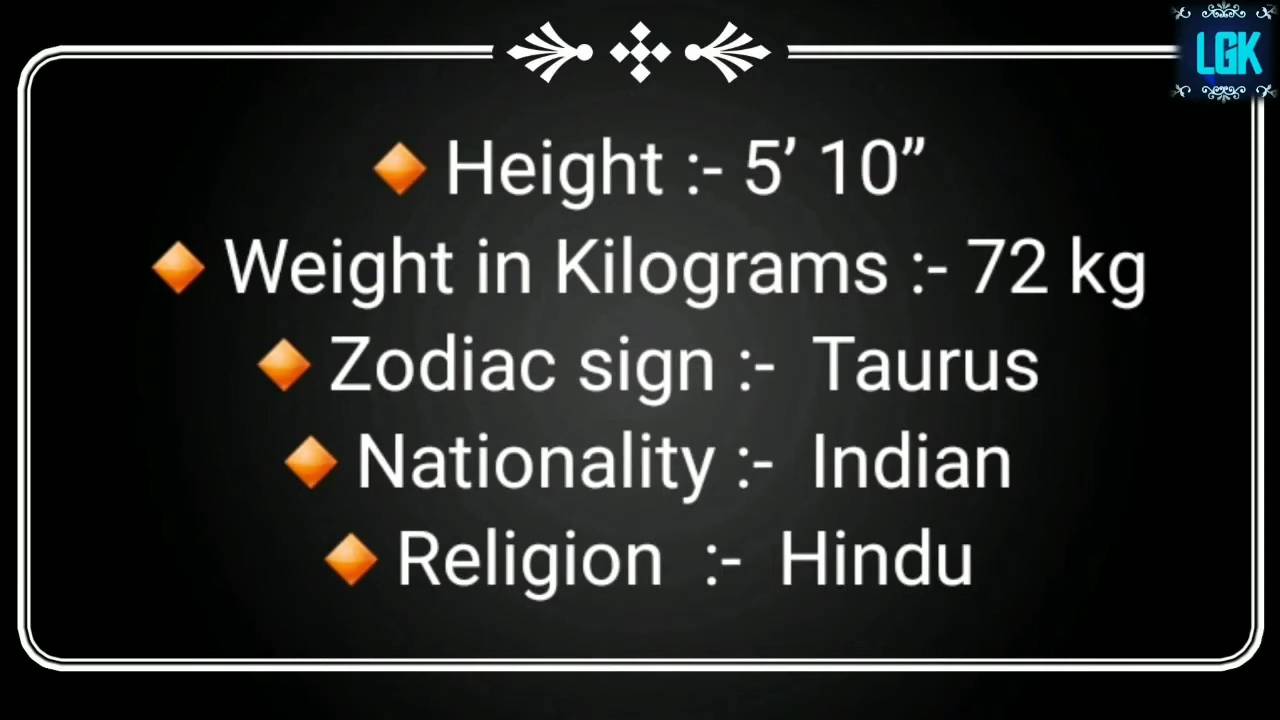 LGK
🔸Height :- 5’ 10”
🔸Weight in Kilograms :- 72 kg
🔸Zodiac sign :- Taurus
🔸Nationality :- Indian
🔸Religion :- Hindu